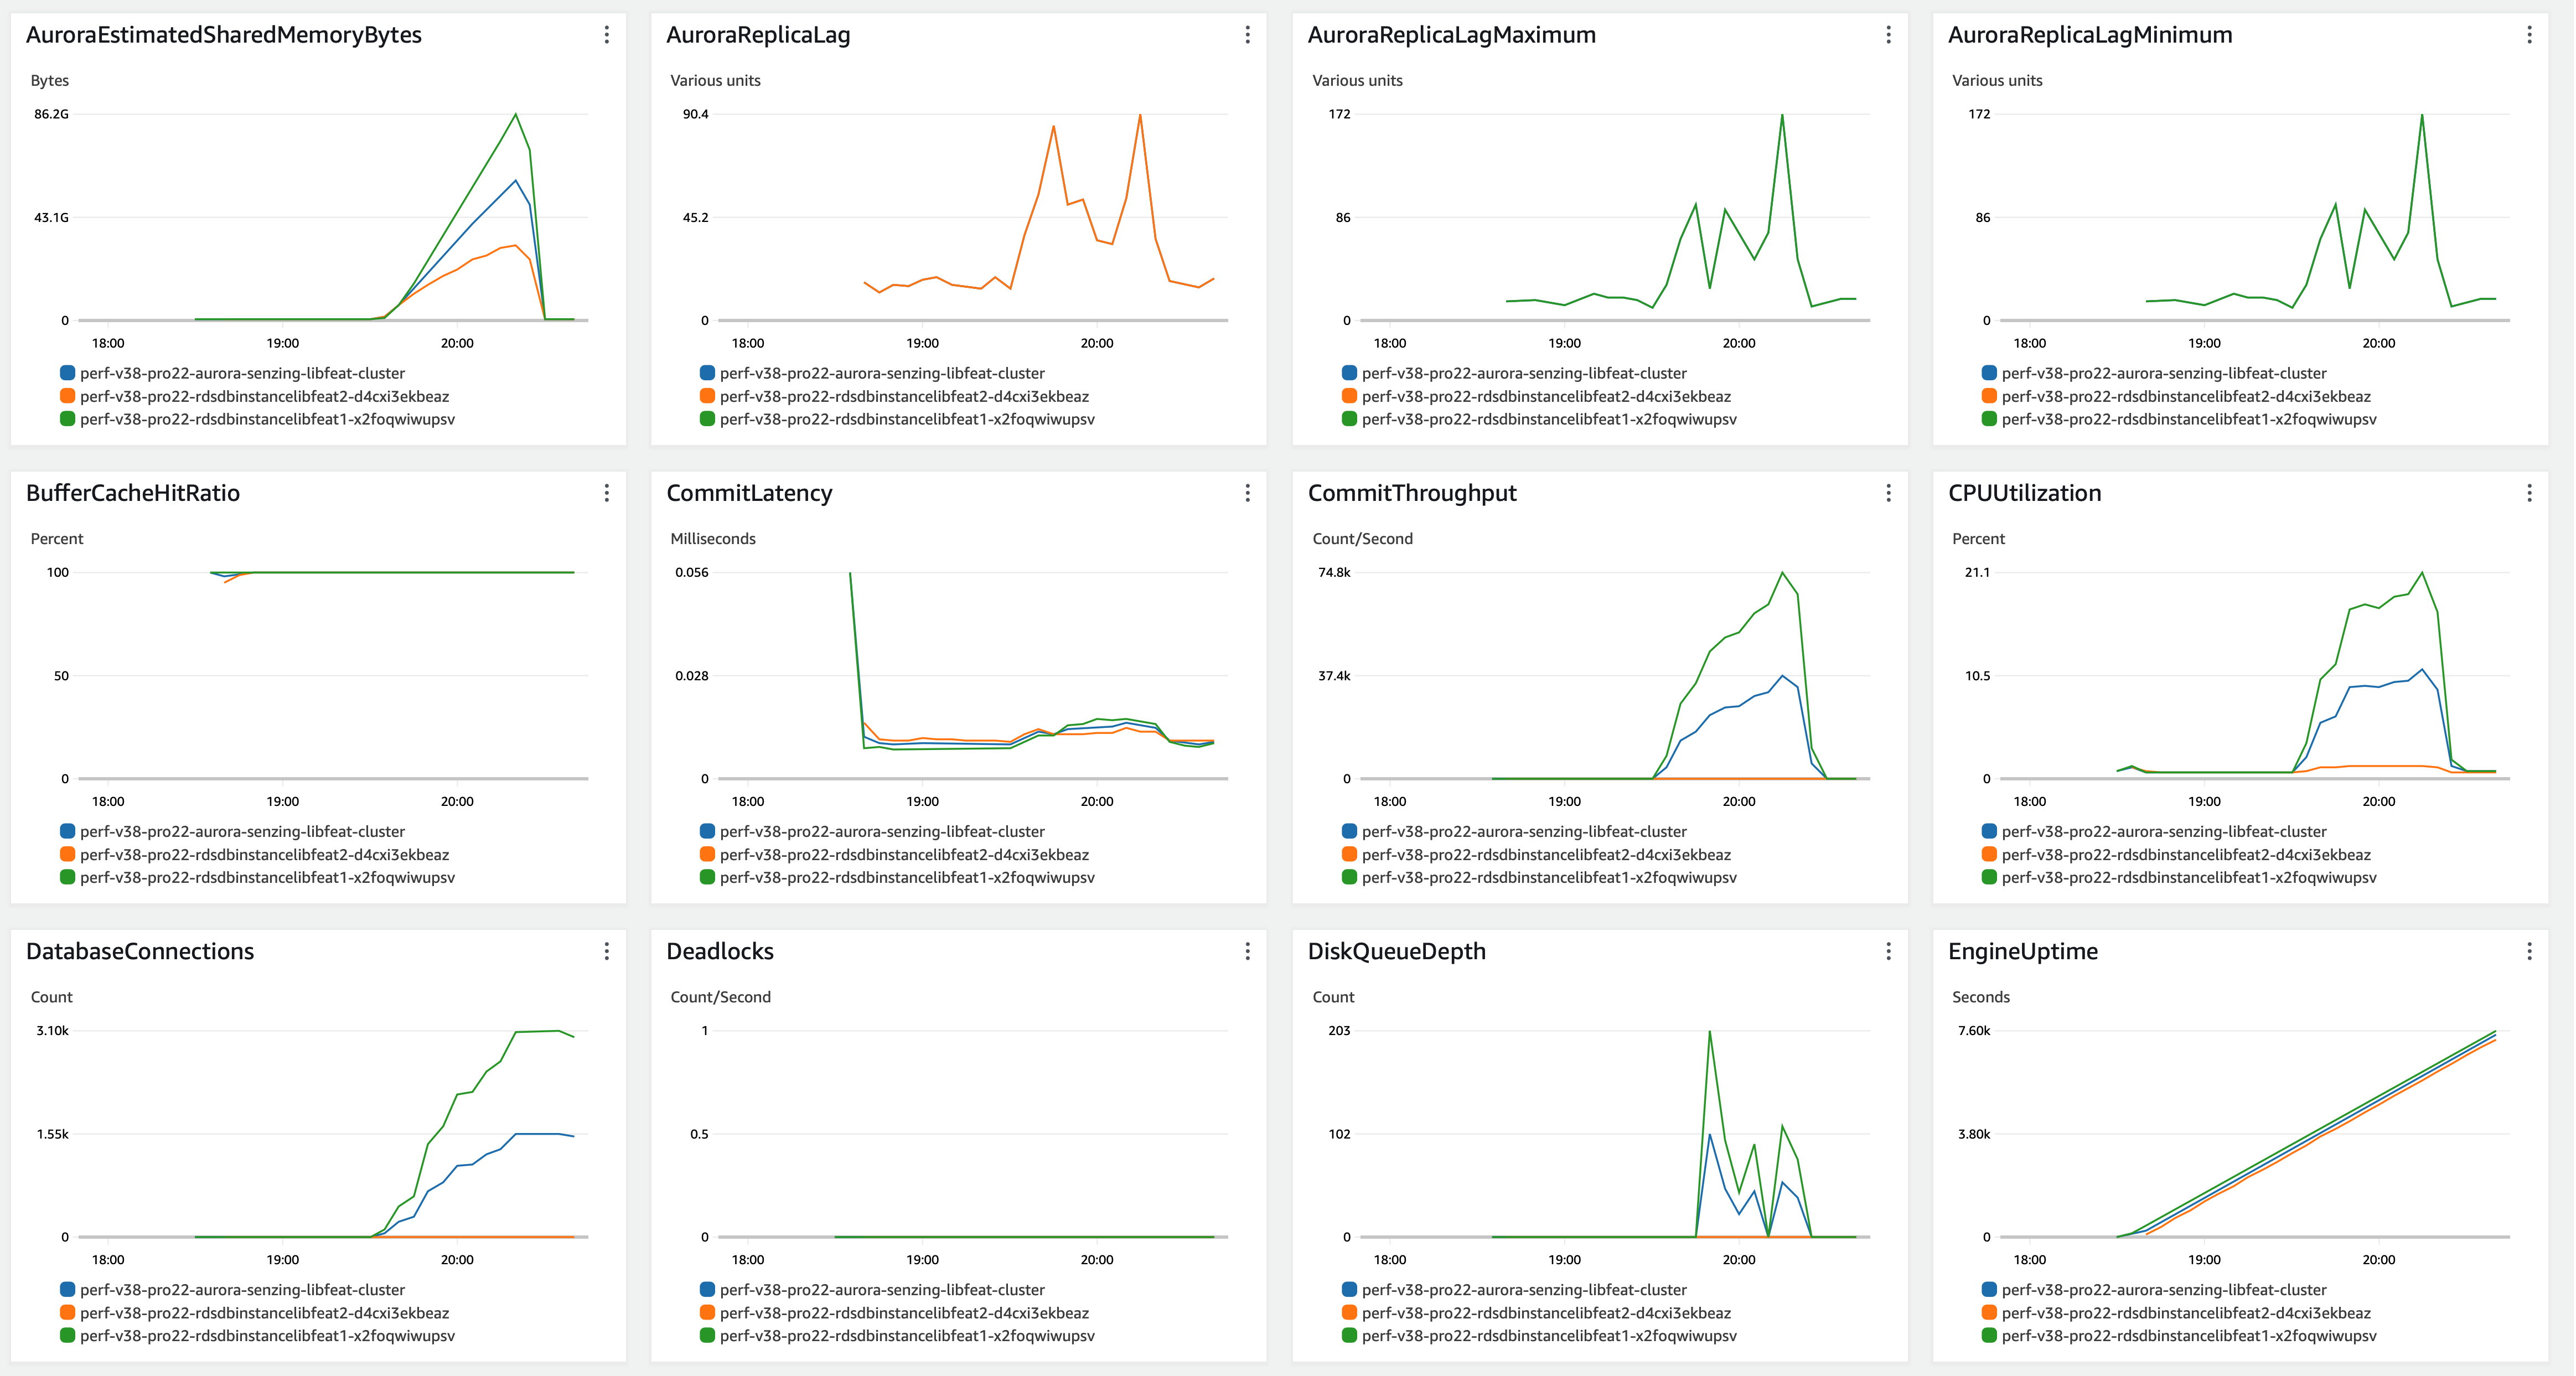 AuroraEstimatedSharedMemoryBytes
Bytes
86.2G
43.1G
0
18:00 19:00 20:00
perf-v38-pro22-aurora-senzing-libfeat-cluster
perf-v38-pro22-rdsdbinstancelibfeat2-d4cxi3ekbeaz
perf-v38-pro22-rdsdbinstancelibfeat1-x2foqwiwupsv
AuroraReplicaLag
Various units
90.4
45.2
0
18:00 19:00 20:00
perf-v38-pro22-aurora-senzing-libfeat-cluster
perf-v38-pro22-rdsdbinstancelibfeat2-d4cxi3ekbeaz
perf-v38-pro22-rdsdbinstancelibfeat1-x2foqwiwupsv
AuroraReplicaLagMaximum
Various units
172
86
0
18:00 19:00 20:00
perf-v38-pro22-aurora-senzing-libfeat-cluster
perf-v38-pro22-rdsdbinstancelibfeat2-d4cxi3ekbeaz
perf-v38-pro22-rdsdbinstancelibfeat1-x2foqwiwupsv
AuroraReplicaLagMinimum
Various units
172
86
0
18:00 19:00 20:00
perf-v38-pro22-aurora-senzing-libfeat-cluster
perf-v38-pro22-rdsdbinstancelibfeat2-d4cxi3ekbeaz
perf-v38-pro22-rdsdbinstancelibfeat1-x2foqwiwupsv
BufferCacheHitRatio
Percent
100
50
0
18:00 19:00 20:00
perf-v38-pro22-aurora-senzing-libfeat-cluster
perf-v38-pro22-rdsdbinstancelibfeat2-d4cxi3ekbeaz
perf-v38-pro22-rdsdbinstancelibfeat1-x2foqwiwupsv
CommitLatency
Milliseconds
0.056
0.028
0
18:00 19:00 20:00
perf-v38-pro22-aurora-senzing-libfeat-cluster
perf-v38-pro22-rdsdbinstancelibfeat2-d4cxi3ekbeaz
perf-v38-pro22-rdsdbinstancelibfeat1-x2foqwiwupsv
CommitThroughput
Count/Second
74.8k
37.4k
0
18:00 19:00 20:00
perf-v38-pro22-aurora-senzing-libfeat-cluster
perf-v38-pro22-rdsdbinstancelibfeat2-d4cxi3ekbeaz
perf-v38-pro22-rdsdbinstancelibfeat1-x2foqwiwupsv
CPUUtilization
Percent
21.1
10.5
0
18:00 19:00 20:00
perf-v38-pro22-aurora-senzing-libfeat-cluster
perf-v38-pro22-rdsdbinstancelibfeat2-d4cxi3ekbeaz
perf-v38-pro22-rdsdbinstancelibfeat1-x2foqwiwupsv
DatabaseConnections
Count
3.10k
1.55k
0
18:00 19:00 20:00
perf-v38-pro22-aurora-senzing-libfeat-cluster
perf-v38-pro22-rdsdbinstancelibfeat2-d4cxi3ekbeaz
perf-v38-pro22-rdsdbinstancelibfeat1-x2foqwiwupsv
Deadlocks
Count/Second
1
0.5
0
18:00 19:00 20:00
perf-v38-pro22-aurora-senzing-libfeat-cluster
perf-v38-pro22-rdsdbinstancelibfeat2-d4cxi3ekbeaz
perf-v38-pro22-rdsdbinstancelibfeat1-x2foqwiwupsv
DiskQueueDepth
Count
203
102
0
18:00 19:00 20:00
perf-v38-pro22-aurora-senzing-libfeat-cluster
perf-v38-pro22-rdsdbinstancelibfeat2-d4cxi3ekbeaz
perf-v38-pro22-rdsdbinstancelibfeat1-x2foqwiwupsv
EngineUptime
Seconds
7.60k
3.80k
0
18:00 19:00 20:00
perf-v38-pro22-aurora-senzing-libfeat-cluster
perf-v38-pro22-rdsdbinstancelibfeat2-d4cxi3ekbeaz
perf-v38-pro22-rdsdbinstancelibfeat1-x2foqwiwupsv